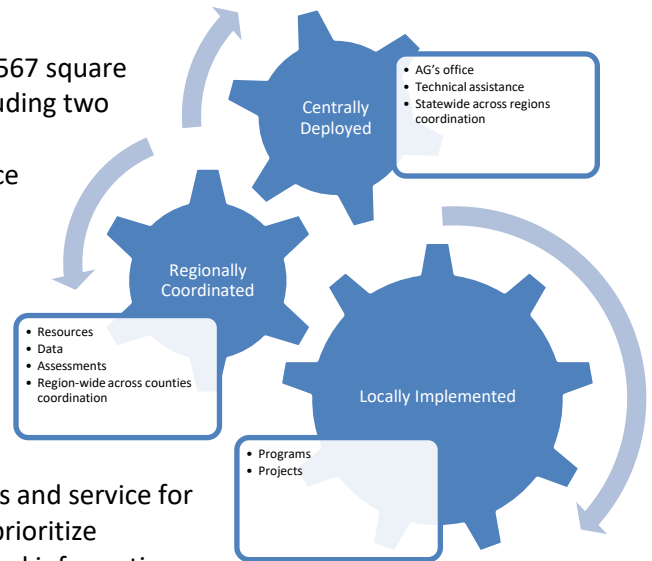 567 square
uding two
ce
s and service for
prioritize
Centrally
Deployed
• AG's office
• Technical assistance
• Statewide across regions
coordination
Regionally
Coordinated
• Resources
• Data
• Assessments
• Region-wide across counties
coordination
Locally Implemented
• Programs
• Projects